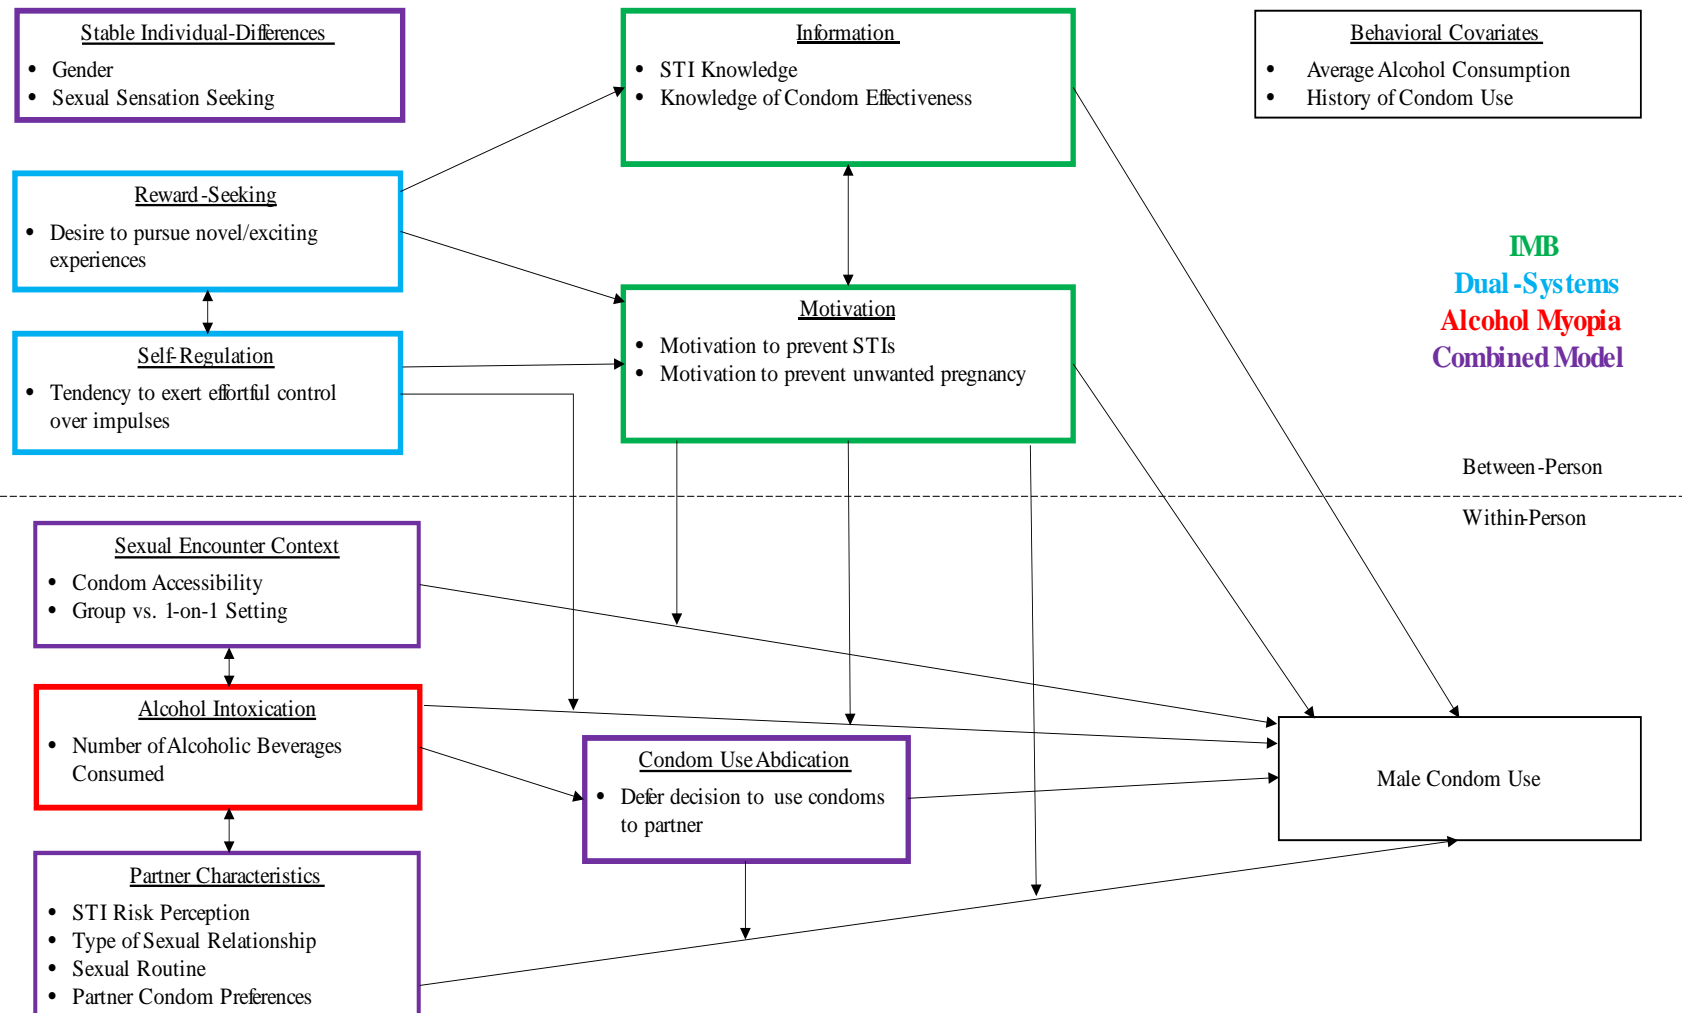 Stable Individual-Differences
• Gender
• Sexual Sensation Seeking
Information
• STI Knowledge
• Knowledge of Condom Effectiveness
Behavioral Covariates
• Average Alcohol Consumption
• History of Condom Use
Reward-Seeking
• Desire to pursue novel/exciting
experiences
IMB
Dual-Systems
Alcohol Myopia
Combined Model
Self-Regulation
• Tendency to exert effortful control
over impulses
Motivation
• Motivation to prevent STIs
• Motivation to prevent unwanted pregnancy
Between-Person
Within-Person
Sexual Encounter Context
• Condom Accessibility
• Group vs. 1-on-1 Setting
Alcohol Intoxication
• Number of Alcoholic Beverages
Consumed
Condom Use Abdication
• Defer decision to use condoms
to partner
Male Condom Use
Partner Characteristics
• STI Risk Perception
• Type of Sexual Relationship
• Sexual Routine
• Partner Condom Preferences